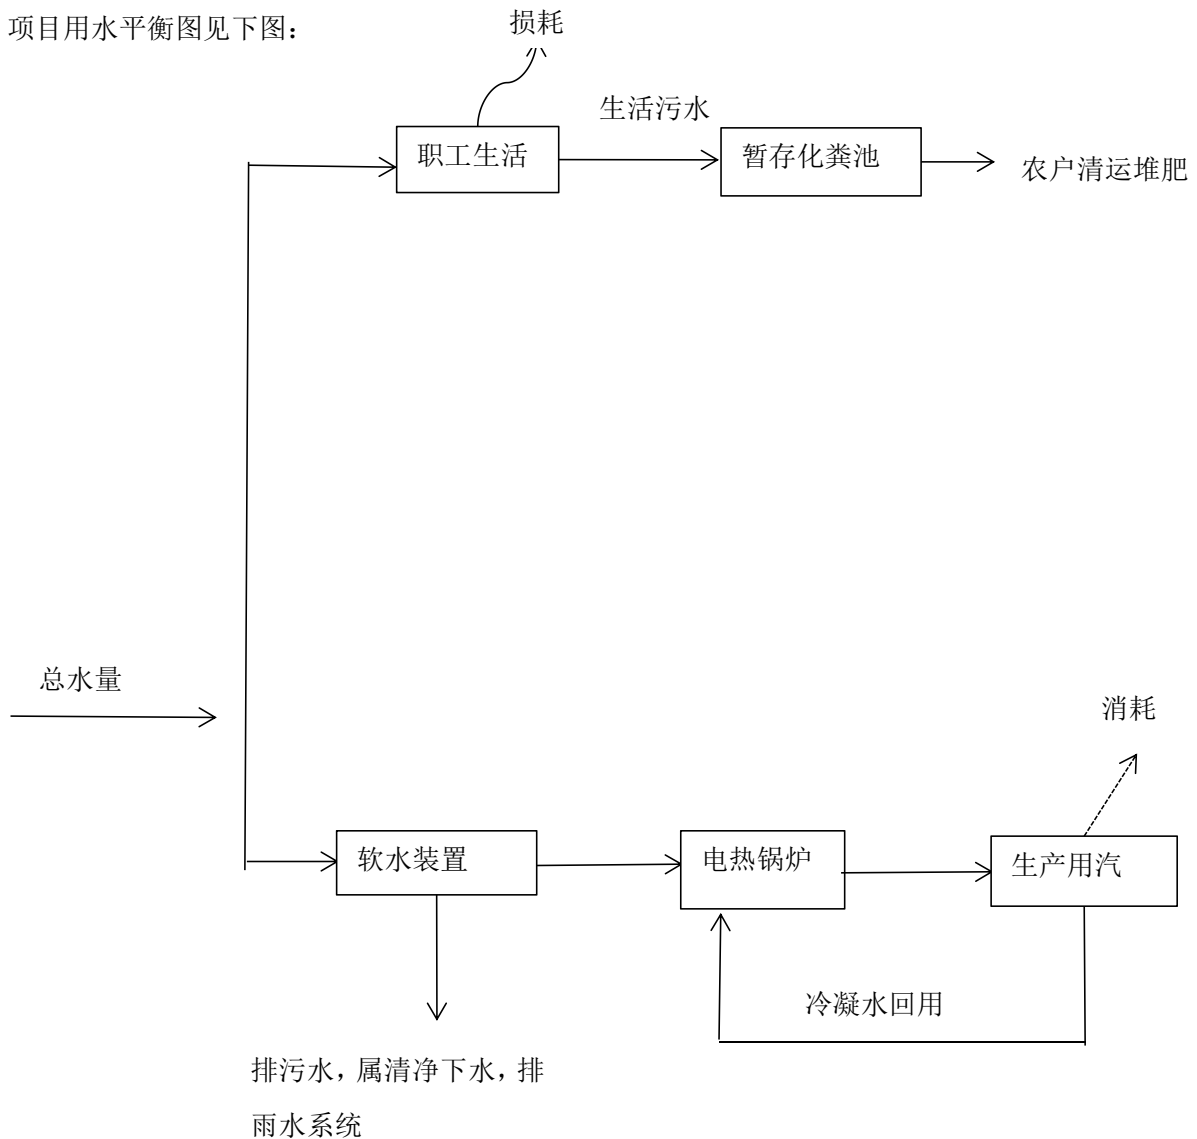 项目用水平衡图见下图：
损耗
生活污水
职工生活
暂存化粪池
农户清运堆肥
总水量
消耗
软水装置
电热锅炉
生产用汽
冷凝水回用
排污水，属清净下水，排
雨水系统